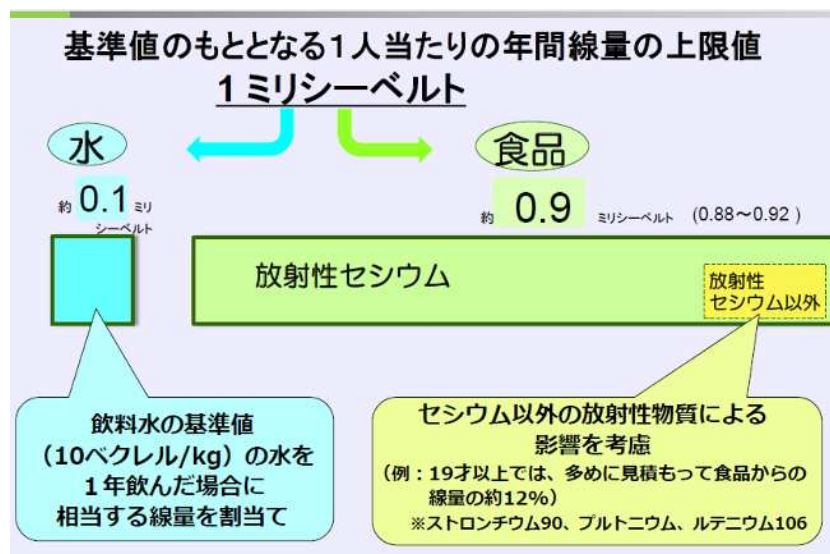 基準値のもととなる１人当たりの年間線量の上限値
１ミリシーベルト
水
食品
約 0.1 ミリ
シーベルト
約 0.9 ミリシーベルト (0.88～0.92 )
放射性セシウム
放射性
セシウム以外
飲料水の基準値
（10ベクレル/kg）の水を
１年飲んだ場合に
相当する線量を割当て
セシウム以外の放射性物質による
影響を考慮
（例：19才以上では、多めに見積もって食品からの
線量の約12%）
※ストロンチウム90、プルトニウム、ルテニウム106